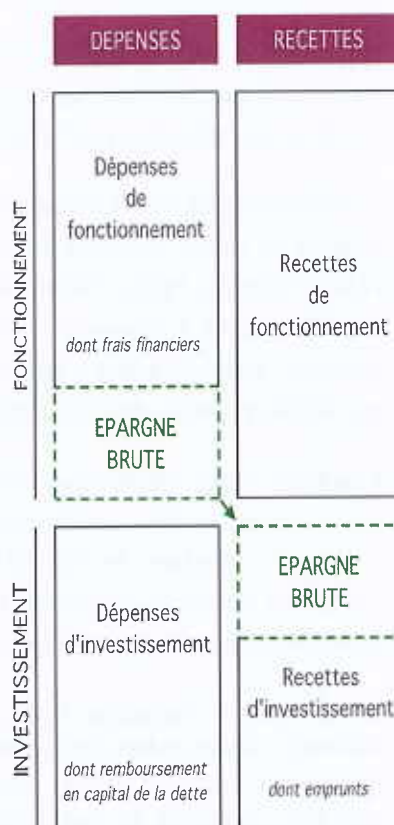 DEPENSES
RECETTES
FONCTIONNEMENT
Dépenses
de
fonctionnement
dont frais financiers
EPARGNE
BRUTE
Recettes
de
fonctionnement
INVESTISSEMENT
Dépenses
d'investissement
dont remboursement
en capital de la dette
EPARGNE
BRUTE
Recettes
d'investissement
dont emprunts